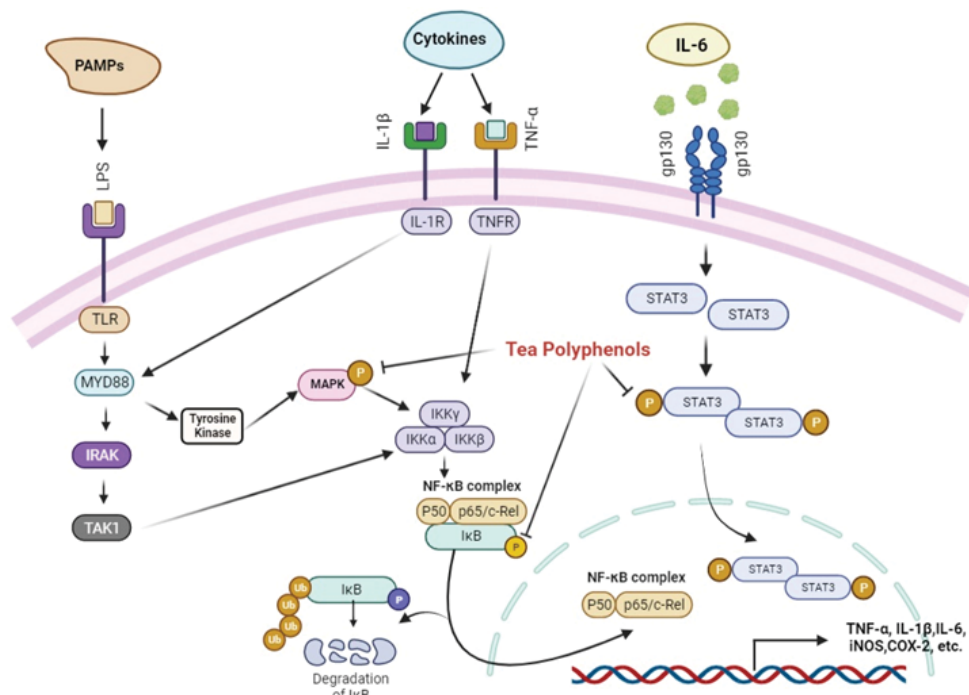 PAMPs
Cytokines
IL-6
LPS
IL-1β
TNF-α
gp130
gp130
IL-1R
TNFR
TLR
STAT3
STAT3
Tea Polyphenols
MYD88
MAPK
P
Tyrosine
Kinase
P
STAT3
STAT3
P
IKKγ
IKKα
IKKβ
IRAK
TAK1
NF-κB complex
P50
p65/c-Rel
IκB
P
Ub
Ub
Ub
Ub
IκB
P
Degradation
of IκB
NF-κB complex
P50
p65/c-Rel
P
STAT3
STAT3
P
TNF-α, IL-1β,IL-6,
iNOS,COX-2, etc.